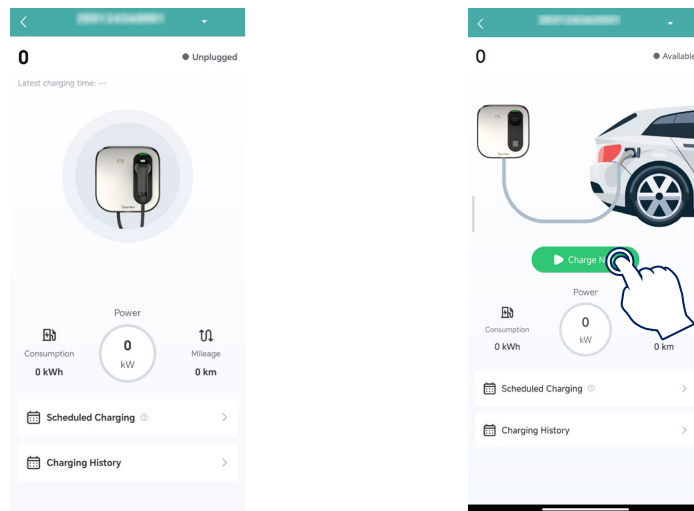 0
Unplugged
Latest charging time: --
Power
0
kW
Consumption
0 kWh
Mileage
0 km
Scheduled Charging
Charging History
0
Available
Charge N
Power
0
kW
Consumption
0 kWh
0 km
Scheduled Charging
Charging History